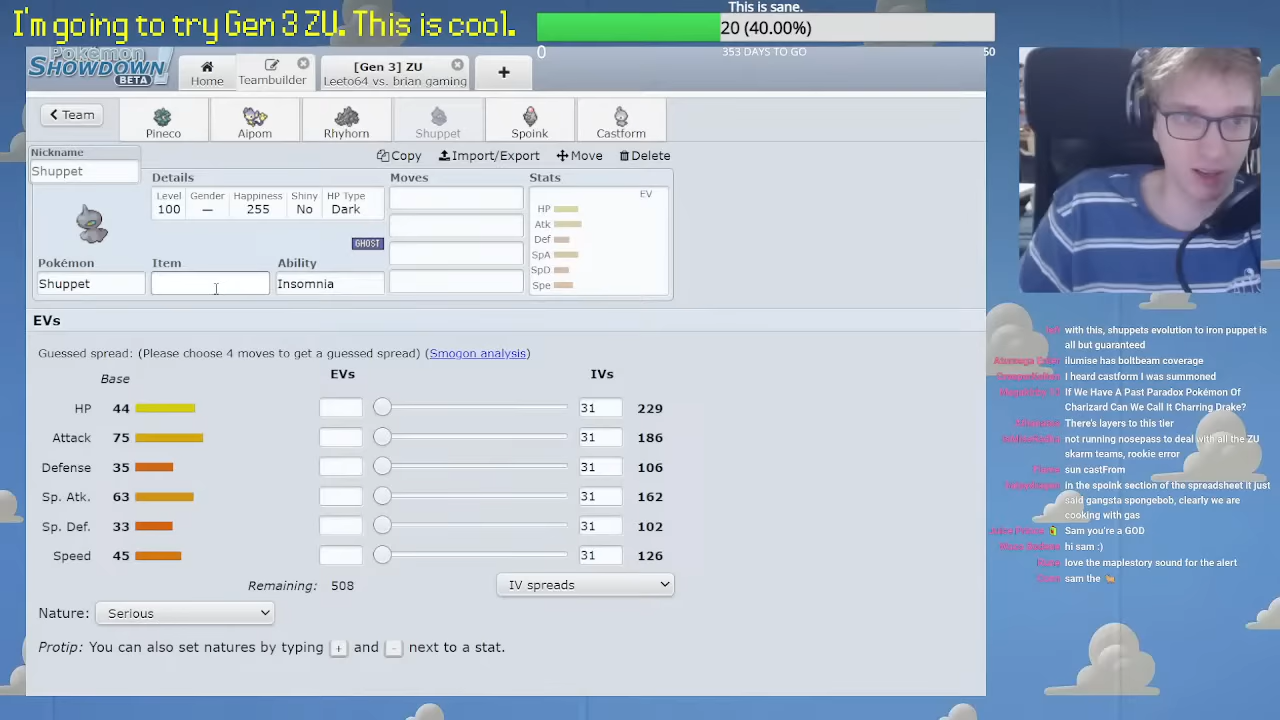 I'm going to try Gen 3 ZU. This is cool.
This is sane.
20 (40.00%)
0
353 DAYS TO GO
50
Pokémon
SHOWDOWN!
BETA
Home
Teambuilder
[Gen 3] ZU
Leeto64 vs. brian gaming
+
Team
Pineco
Aipom
Rhyhorn
Shuppet
Spoink
Castform
Copy
Import/Export
Move
Delete
Nickname
Shuppet
Details
Level
Gender
Happiness
Shiny
HP Type
100
—
255
No
Dark
GHOST
Pokémon
Shuppet
Item
Ability
Insomnia
Moves
Stats
EV
HP
Atk
Def
SpA
SpD
Spe
EVs
Guessed spread: (Please choose 4 moves to get a guessed spread) (Smogon analysis)
Base
EVs
IVs
HP 44 31 229
Attack 75 31 186
Defense 35 31 106
Sp. Atk. 63 31 162
Sp. Def. 33 31 102
Speed 45 31 126
Remaining: 508
IV spreads
Nature: Serious
Protip: You can also set natures by typing + and - next to a stat.
with this, shuppets evolution to iron puppet is
all but guaranteed
ilumise has boltbeam coverage
I heard castform I was summoned
If We Have A Past Paradox Pokémon Of
Charizard Can We Call It Charring Drake?
There's layers to this tier
not running nosepass to deal with all the ZU
skarm teams, rookie error
sun castFrom
in the spoink section of the spreadsheet it just
said gangsta spongebob, clearly we are
cooking with gas
Sam you're a GOD
hi sam :)
love the maplestory sound for the alert
sam the